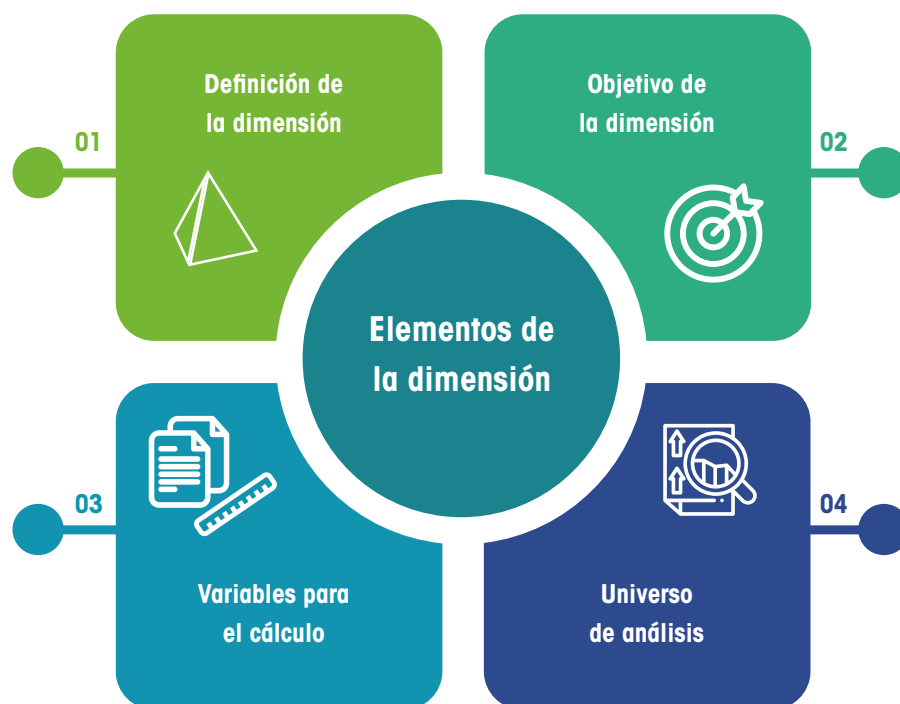 Definición de
la dimensión
01
Objetivo de
la dimensión
02
Elementos de
la dimensión
03
Variables para
el cálculo
04
Universo
de análisis